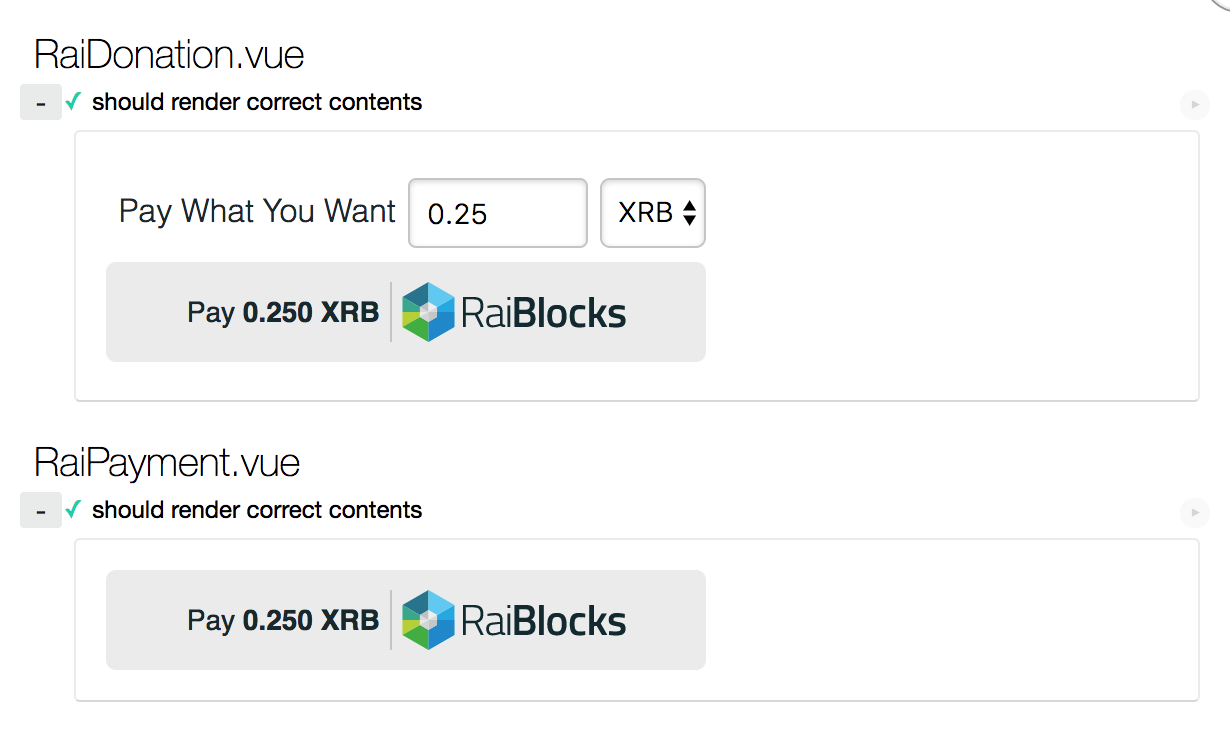 RaiDonation.vue
- ✓ should render correct contents
Pay What You Want 0.25 XRB
Pay 0.250 XRB RaiBlocks
RaiPayment.vue
- ✓ should render correct contents
Pay 0.250 XRB RaiBlocks